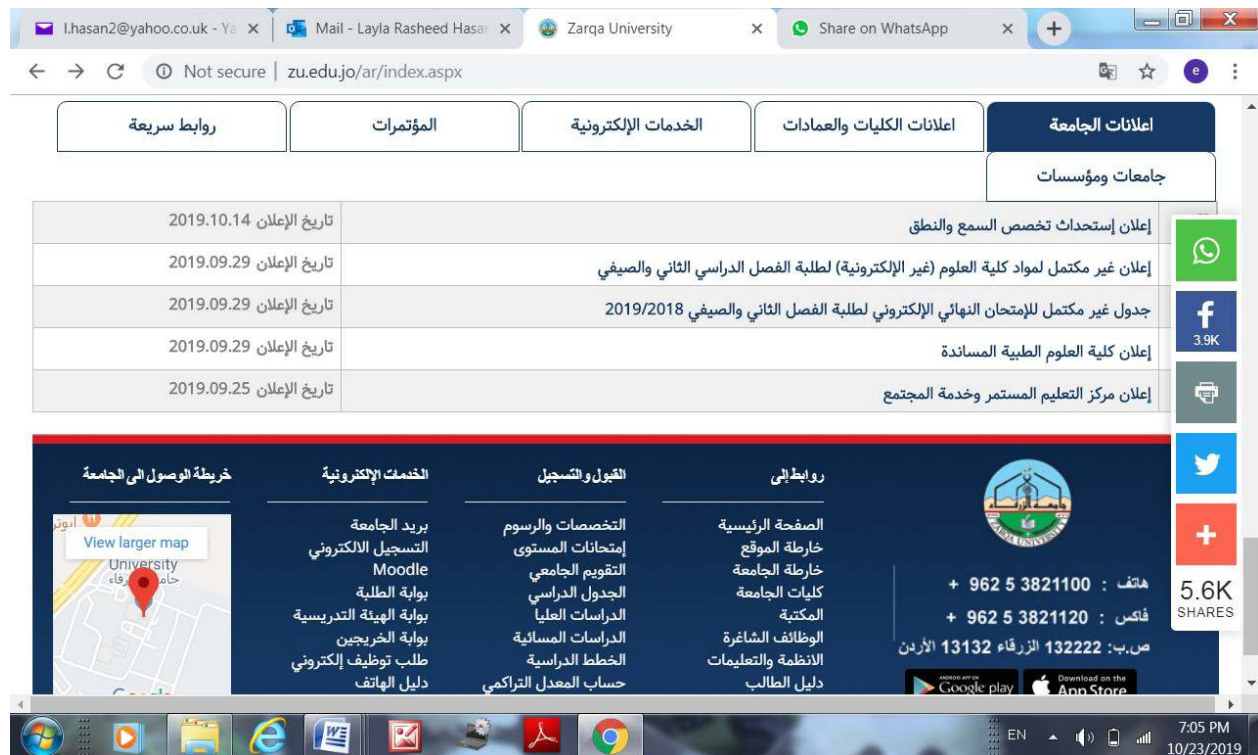 l.hasan2@yahoo.co.uk - Ya
Mail - Layla Rasheed Hasan
Zarqa University
Share on WhatsApp
Not secure | zu.edu.jo/ar/index.aspx
e
اعلانات الجامعة
اعلانات الكليات والعمادات
الخدمات الإلكترونية
المؤتمرات
روابط سريعة
جامعات ومؤسسات
إعلان إستحداث تخصص السمع والنطق تاريخ الإعلان 2019.10.14
إعلان غير مكتمل لمواد كلية العلوم (غير الإلكترونية) لطلبة الفصل الدراسي الثاني والصيفي تاريخ الإعلان 2019.09.29
جدول غير مكتمل للإمتحان النهائي الإلكتروني لطلبة الفصل الثاني والصيفي 2019/2018 تاريخ الإعلان 2019.09.29
إعلان كلية العلوم الطبية المساندة تاريخ الإعلان 2019.09.29
إعلان مركز التعليم المستمر وخدمة المجتمع تاريخ الإعلان 2019.09.25
3.9K
5.6K
SHARES
ZARQA UNIVERSITY
هاتف : 962 5 3821100 +
فاكس : 962 5 3821120 +
ص.ب: 132222 الزرقاء 13132 الأردن
Google play
Download on the
App Store
روابط إلى
الصفحة الرئيسية
خارطة الموقع
خارطة الجامعة
كليات الجامعة
المكتبة
الوظائف الشاغرة
الانظمة والتعليمات
دليل الطالب
القبول والتسجيل
التخصصات والرسوم
إمتحانات المستوى
التقويم الجامعي
الجدول الدراسي
الدراسات العليا
الدراسات المسائية
الخطط الدراسية
حساب المعدل التراكمي
الخدمات الإلكترونية
بريد الجامعة
التسجيل الالكتروني
Moodle
بوابة الطلبة
بوابة الهيئة التدريسية
بوابة الخريجين
طلب توظيف إلكتروني
دليل الهاتف
خريطة الوصول الى الجامعة
View larger map
University
Google
EN
7:05 PM
10/23/2019